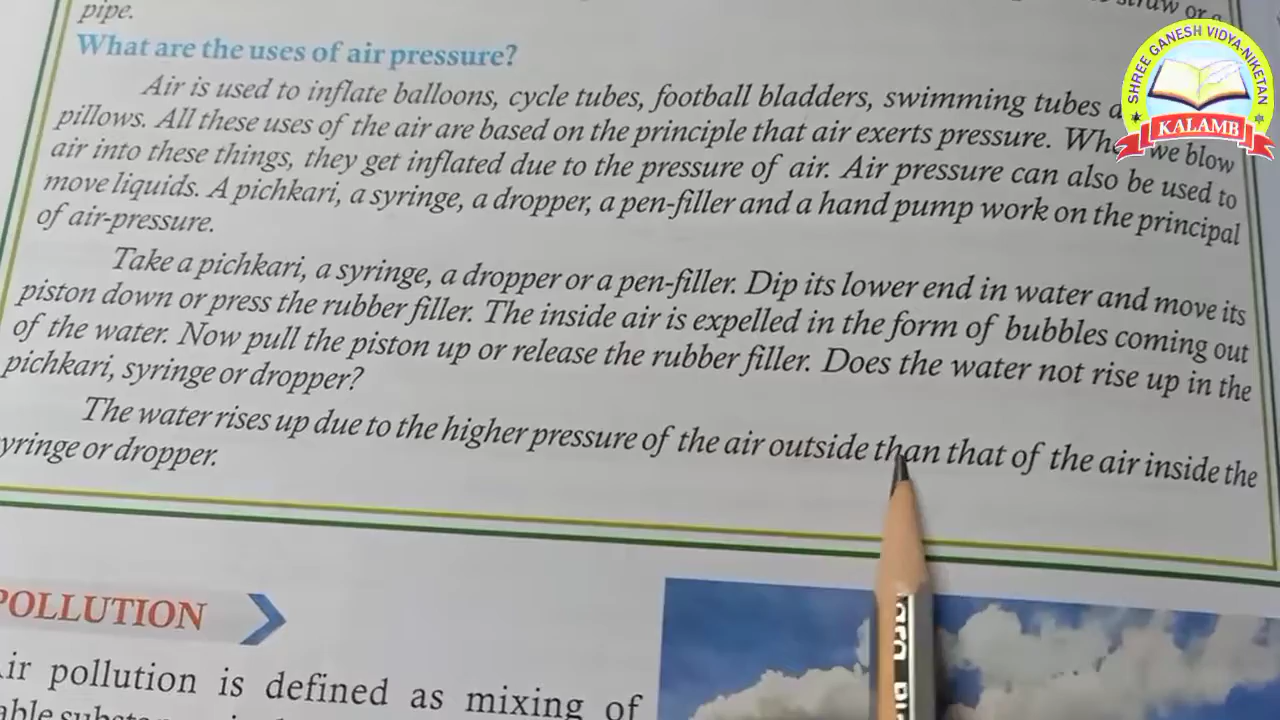 straw or a
pipe.
What are the uses of air pressure?
Air is used to inflate balloons, cycle tubes, football bladders, swimming tubes
pillows. All these uses of the air are based on the principle that air exerts pressure. When we blow
air into these things, they get inflated due to the pressure of air. Air pressure can also be used to
move liquids. A pichkari, a syringe, a dropper, a pen-filler and a hand pump work on the principal
of air-pressure.
Take a pichkari, a syringe, a dropper or a pen-filler. Dip its lower end in water and move its
piston down or press the rubber filler. The inside air is expelled in the form of bubbles coming out
of the water. Now pull the piston up or release the rubber filler. Does the water not rise up in the
pichkari, syringe or dropper?
The water rises up due to the higher pressure of the air outside than that of the air inside the
yringe or dropper.
POLLUTION
ir pollution is defined as mixing of
SHREE GANESH VIDYA-NIKETAN
KALAMB